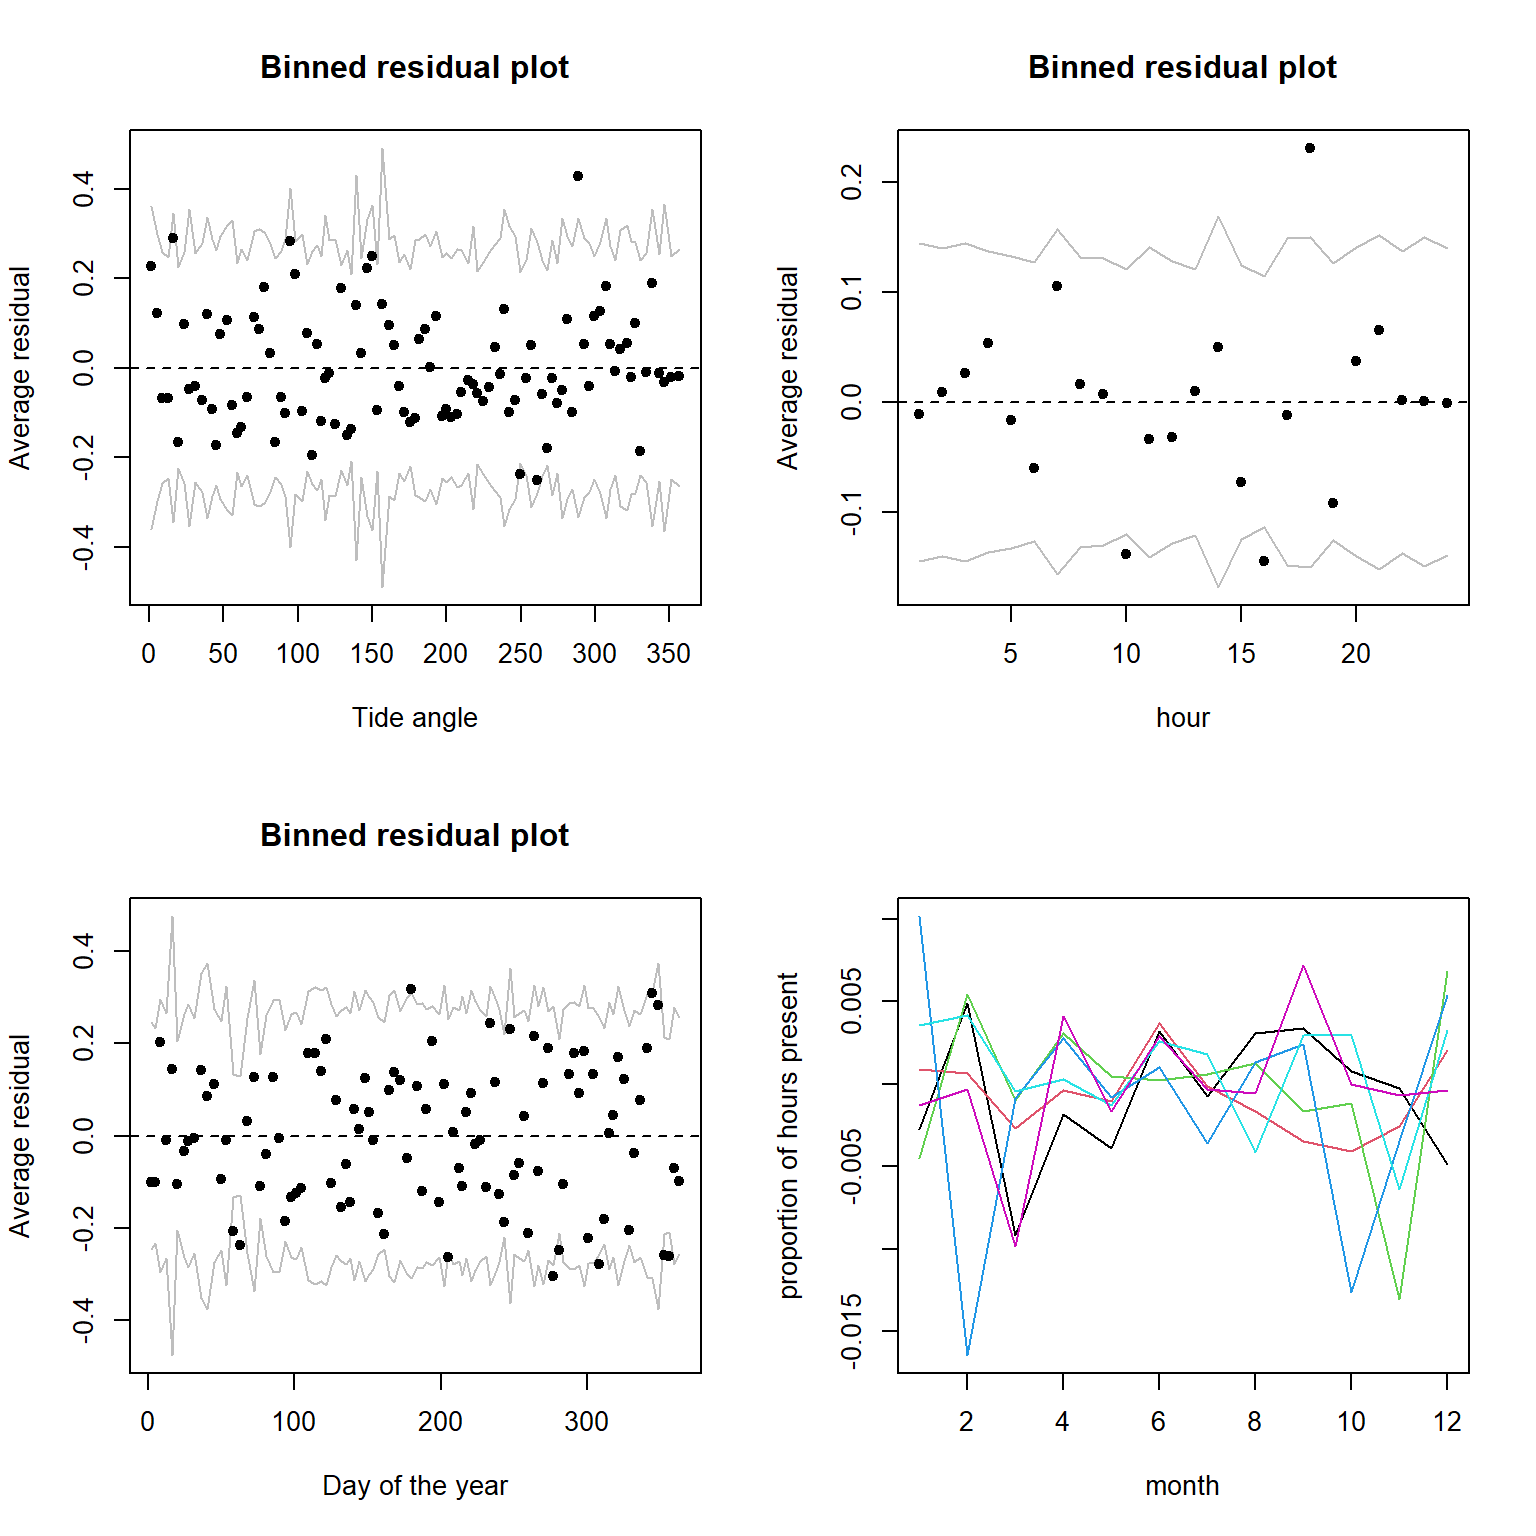 Binned residual plot
Average residual
0.4
0.2
0.0
-0.2
-0.4
0 50 100 150 200 250 300 350
Tide angle
Binned residual plot
Average residual
0.2
0.1
0.0
-0.1
5 10 15 20
hour
Binned residual plot
Average residual
0.4
0.2
0.0
-0.2
-0.4
0 100 200 300
Day of the year
proportion of hours present
0.005
-0.005
-0.015
2 4 6 8 10 12
month